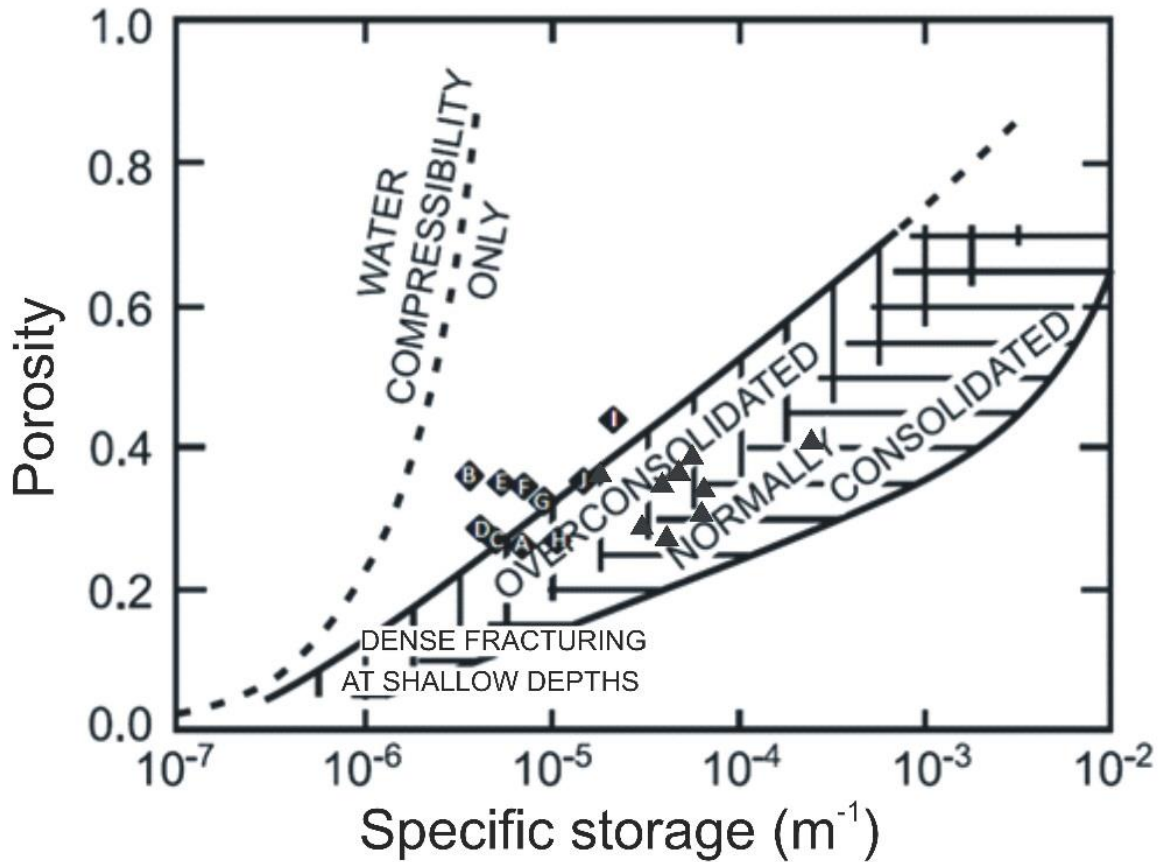 1.0
0.8
0.6
0.4
0.2
0.0
Porosity
WATER
COMPRESSIBILITY
ONLY
OVERCONSOLIDATED
NORMALLY
CONSOLIDATED
I
B
E
F
J
G
D
C
A
H
DENSE FRACTURING
AT SHALLOW DEPTHS
10⁻⁷ 10⁻⁶ 10⁻⁵ 10⁻⁴ 10⁻³ 10⁻²
Specific storage (m⁻¹)